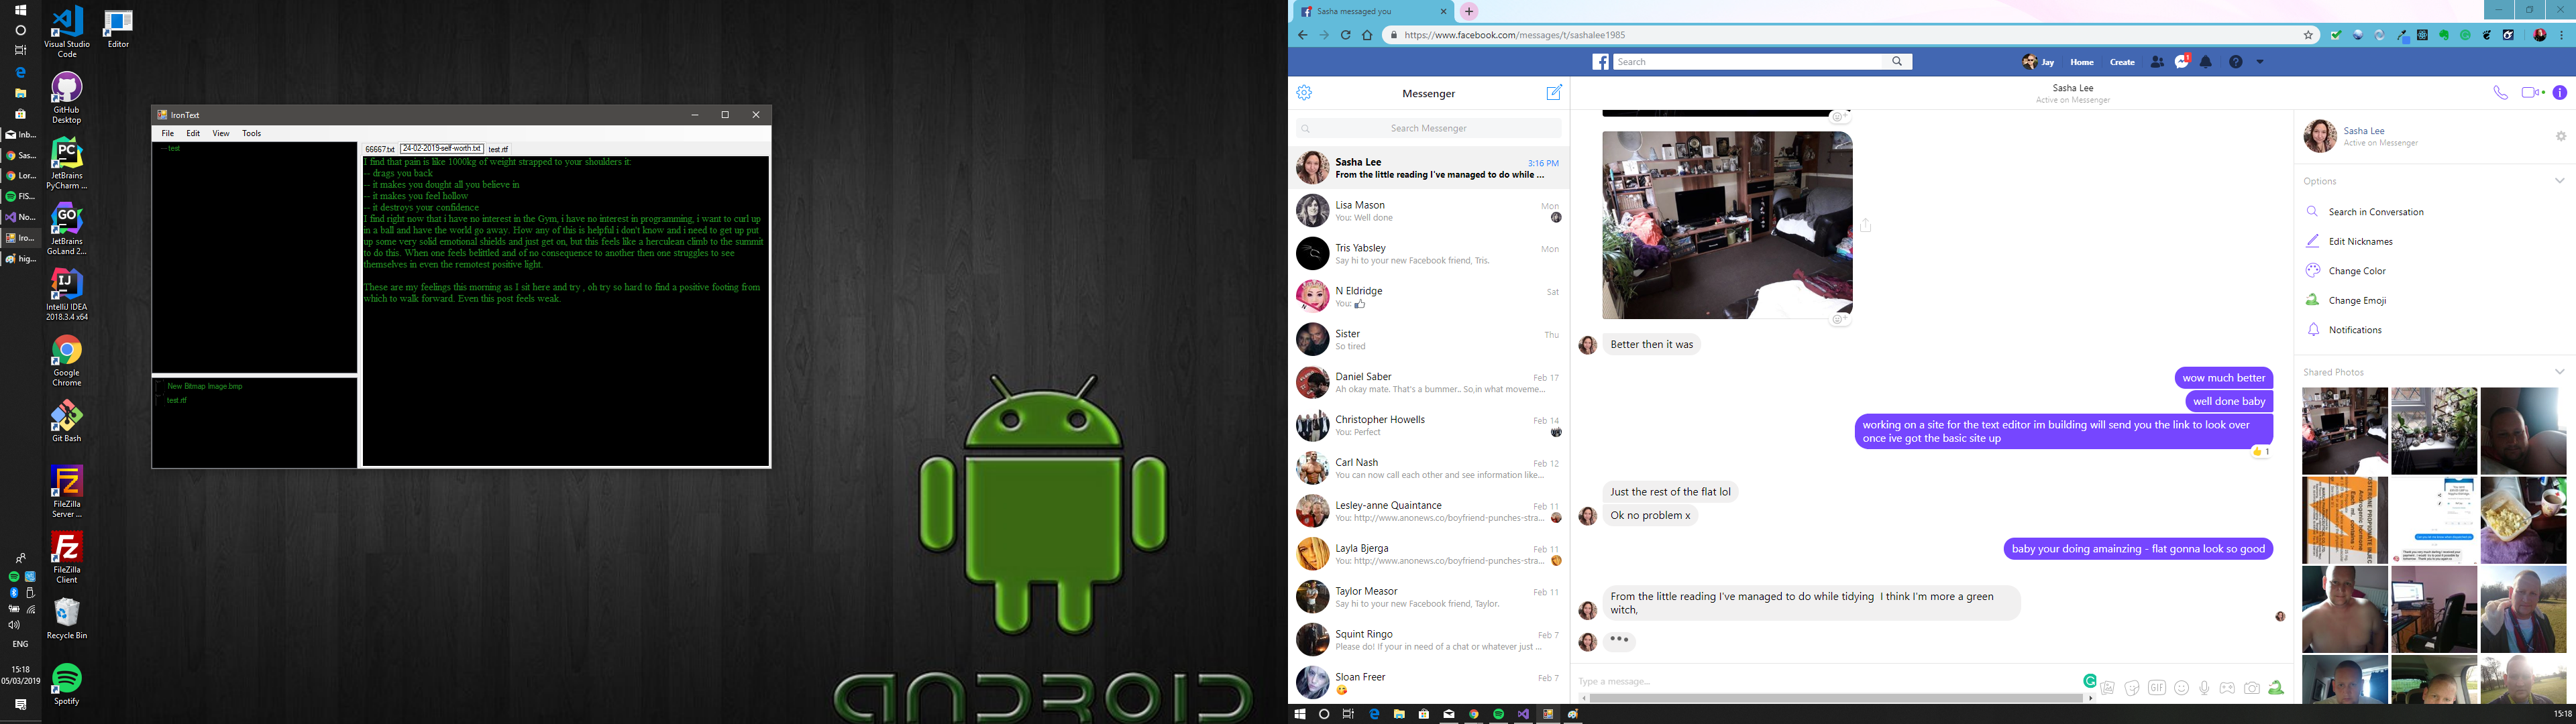 Visual Studio
Code
Editor
GitHub
Desktop
JetBrains
PyCharm ...
JetBrains
GoLand 2...
IntelliJ IDEA
2018.3.4 x64
Google
Chrome
Git Bash
FileZilla
Server ...
FileZilla
Client
Recycle Bin
Spotify
Inb...
Sas...
Lor...
FIS...
No...
Iro...
hig...
ENG
15:18
05/03/2019
IronText
File Edit View Tools
test
New Bitmap Image.bmp
test.rtf
66667.txt 24-02-2019-self-worth.txt test.rtf
I find that pain is like 1000kg of weight strapped to your shoulders it:
-- drags you back
-- it makes you dought all you believe in
-- it makes you feel hollow
-- it destroys your confidence
I find right now that i have no interest in the Gym, i have no interest in programming, i want to curl up
in a ball and have the world go away. How any of this is helpful i don't know and i need to get up put
up some very solid emotional shields and just get on, but this feels like a herculean climb to the summit
to do this. When one feels belittled and of no consequence to another then one struggles to see
themselves in even the remotest positive light.
These are my feelings this morning as I sit here and try , oh try so hard to find a positive footing from
which to walk forward. Even this post feels weak.
ANDROID
Sasha messaged you
https://www.facebook.com/messages/t/sashalee1985
Search
Jay Home Create
1
Messenger
Search Messenger
Sasha Lee 3:16 PM
From the little reading I've managed to do while ...
Lisa Mason Mon
You: Well done
Tris Yabsley Mon
Say hi to your new Facebook friend, Tris.
N Eldridge Sat
You: 👍
Sister Thu
So tired
Daniel Saber Feb 17
Ah okay mate. That's a bummer.. So,in what moveme...
Christopher Howells Feb 14
You: Perfect
Carl Nash Feb 12
You can now call each other and see information like...
Lesley-anne Quaintance Feb 11
You: http://www.anonews.co/boyfriend-punches-stra...
Layla Bjerga Feb 11
You: http://www.anonews.co/boyfriend-punches-stra...
Taylor Measor Feb 11
Say hi to your new Facebook friend, Taylor.
Squint Ringo Feb 7
Please do! If your in need of a chat or whatever just ...
Sloan Freer Feb 7
😋
Sasha Lee
Active on Messenger
Better then it was
wow much better
well done baby
working on a site for the text editor im building will send you the link to look over
once ive got the basic site up
👍 1
Just the rest of the flat lol
Ok no problem x
baby your doing amainzing - flat gonna look so good
From the little reading I've managed to do while tidying I think I'm more a green
witch,
Type a message...
GIF
Sasha Lee
Active on Messenger
Options
Search in Conversation
Edit Nicknames
Change Color
Change Emoji
Notifications
Shared Photos
15:18